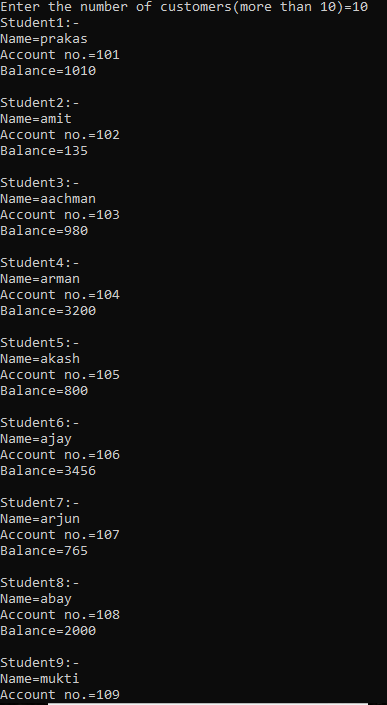 Enter the number of customers(more than 10)=10
Student1:-
Name=prakas
Account no.=101
Balance=1010
Student2:-
Name=amit
Account no.=102
Balance=135
Student3:-
Name=aachman
Account no.=103
Balance=980
Student4:-
Name=arman
Account no.=104
Balance=3200
Student5:-
Name=akash
Account no.=105
Balance=800
Student6:-
Name=ajay
Account no.=106
Balance=3456
Student7:-
Name=arjun
Account no.=107
Balance=765
Student8:-
Name=abay
Account no.=108
Balance=2000
Student9:-
Name=mukti
Account no.=109